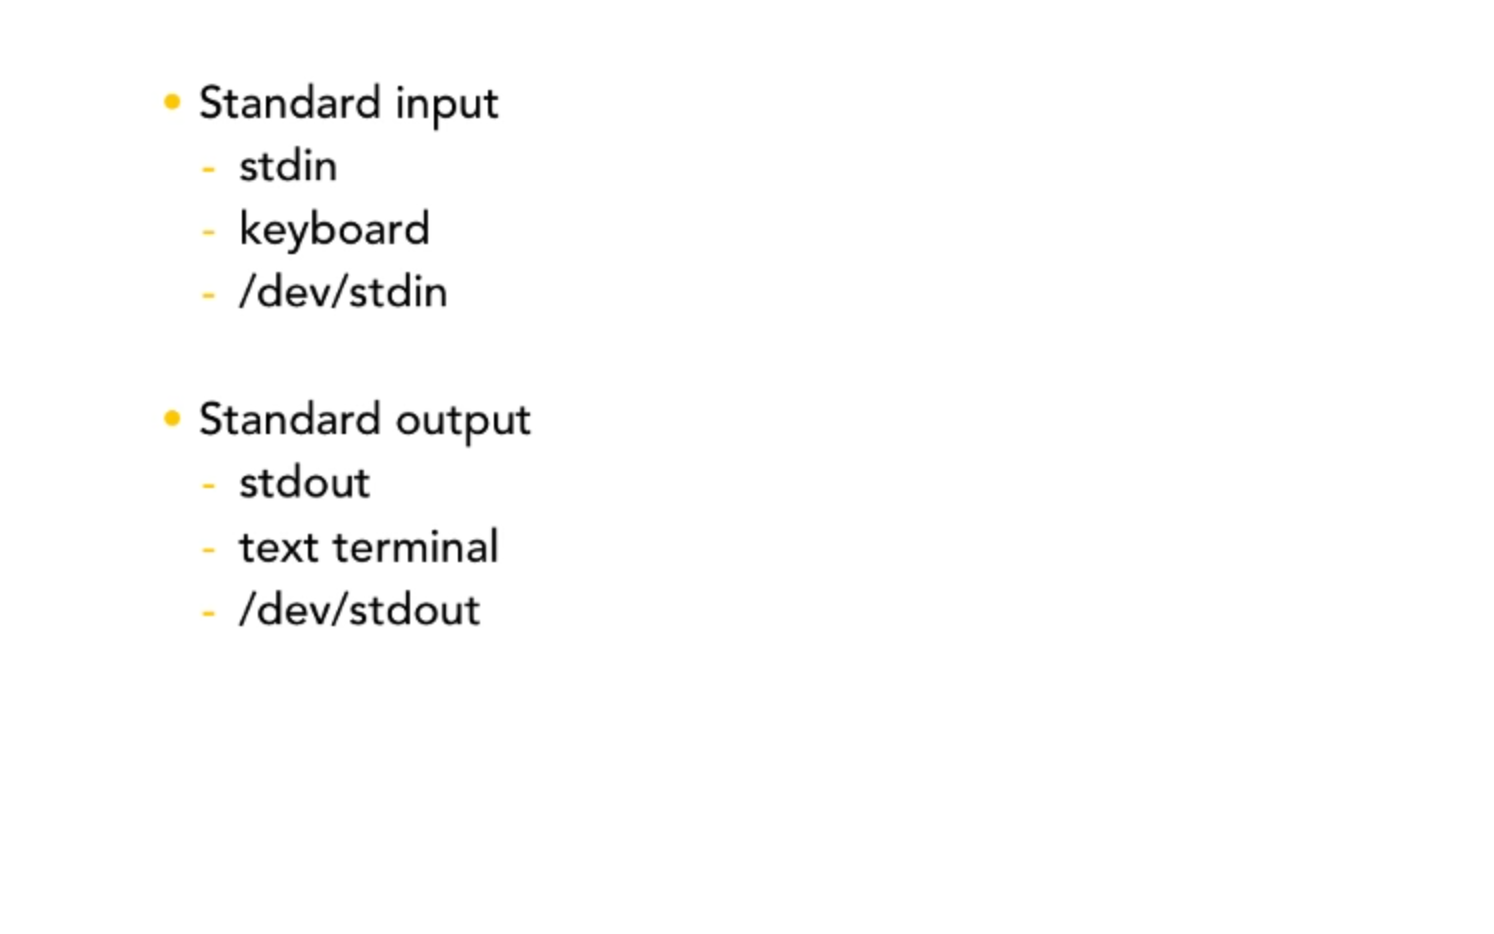 • Standard input
- stdin
- keyboard
- /dev/stdin
• Standard output
- stdout
- text terminal
- /dev/stdout